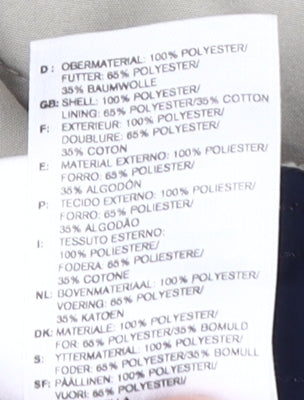 D: OBERMATERIAL: 100% POLYESTER/
FUTTER: 65% POLYESTER/
35% BAUMWOLLE
GB: SHELL: 100% POLYESTER/
LINING: 65% POLYESTER/35% COTTON
F: EXTERIEUR: 100% POLYESTER/
DOUBLURE: 65% POLYESTER/
35% COTON
E: MATERIAL EXTERNO: 100% POLIESTER/
FORRO: 65% POLIESTER/
35% ALGODÓN
P: TECIDO EXTERNO: 100% POLIESTER/
FORRO: 65% POLIESTER/
35% ALGODÃO
I: TESSUTO ESTERNO:
100% POLIESTERE/
FODERA: 65% POLIESTERE/
35% COTONE
NL: BOVENMATERIAAL: 100% POLYESTER/
VOERING: 65% POLYESTER/
35% KATOEN
DK: MATERIALE: 100% POLYESTER/
FOR: 65% POLYESTER/35% BOMULD
S: YTTERMATERIAL: 100% POLYESTER/
FODER: 65% POLYESTER/35% BOMULL
SF: PÄÄLLINEN: 100% POLYESTERI/
VUORI: 65% POLYESTERI/